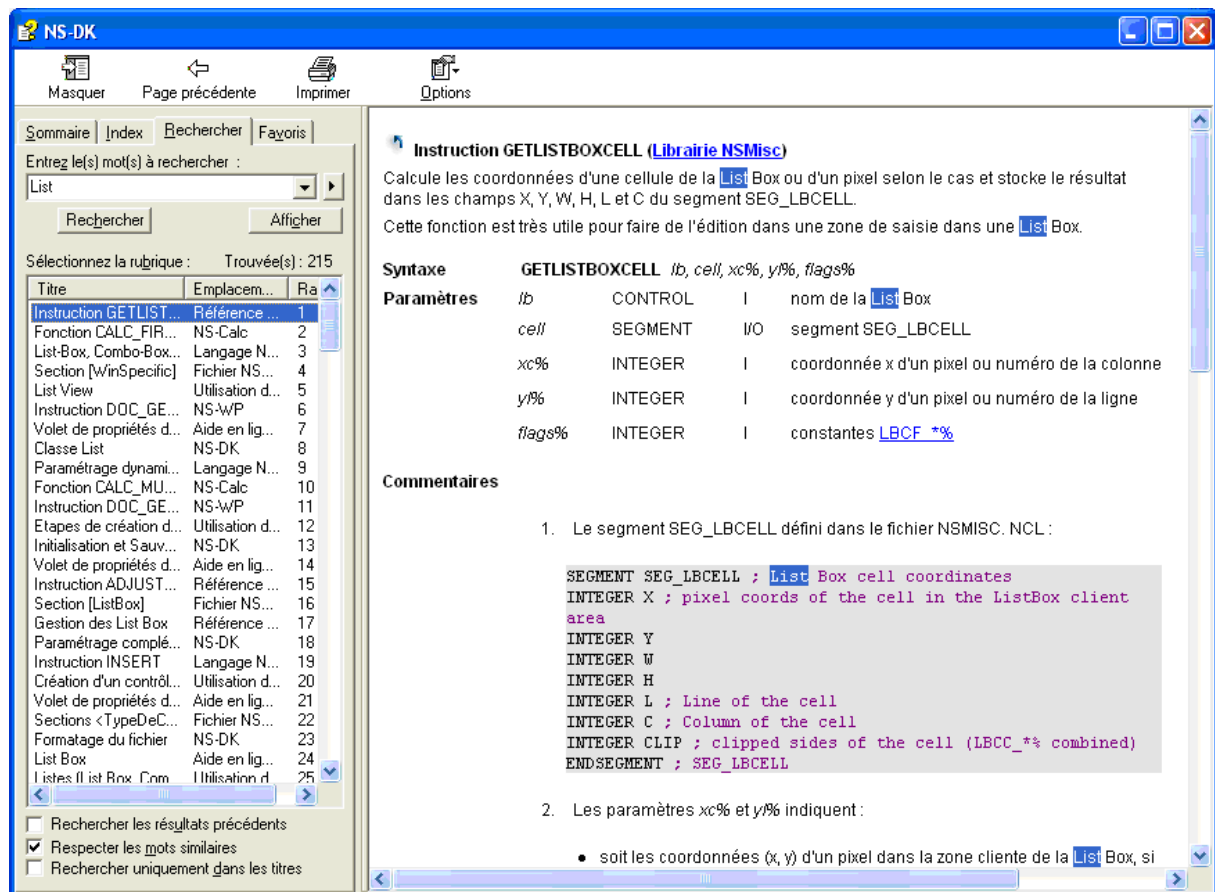 NS-DK
Masquer Page précédente Imprimer Options
Sommaire Index Rechercher Favoris
Entrez le(s) mot(s) à rechercher :
List
Rechercher Afficher
Sélectionnez la rubrique : Trouvée(s) : 215
Titre Emplacem... Ra
Instruction GETLIST... Référence ... 1
Fonction CALC_FIR... NS-Calc 2
List-Box, Combo-Box... Langage N... 3
Section [WinSpecific] Fichier NS... 4
List View Utilisation d... 5
Instruction DOC_GE... NS-WP 6
Volet de propriétés d... Aide en lig... 7
Classe List NS-DK 8
Paramétrage dynami... Langage N... 9
Fonction CALC_MU... NS-Calc 10
Instruction DOC_GE... NS-WP 11
Etapes de création d... Utilisation d... 12
Initialisation et Sauv... NS-DK 13
Volet de propriétés d... Aide en lig... 14
Instruction ADJUST... Référence ... 15
Section [ListBox] Fichier NS... 16
Gestion des List Box Référence ... 17
Paramétrage complé... NS-DK 18
Instruction INSERT Langage N... 19
Création d'un contrôl... Utilisation d... 20
Volet de propriétés d... Aide en lig... 21
Sections <TypeDeC... Fichier NS... 22
Formatage du fichier NS-DK 23
List Box Aide en lig... 24
Listes (List Box, Com... Utilisation d... 25
Rechercher les résultats précédents
Respecter les mots similaires
Rechercher uniquement dans les titres
Instruction GETLISTBOXCELL (Librairie NSMisc)
Calcule les coordonnées d'une cellule de la List Box ou d'un pixel selon le cas et stocke le résultat
dans les champs X, Y, W, H, L et C du segment SEG_LBCELL.
Cette fonction est très utile pour faire de l'édition dans une zone de saisie dans une List Box.
Syntaxe GETLISTBOXCELL lb, cell, xc%, yl%, flags%
Paramètres lb CONTROL I nom de la List Box
cell SEGMENT I/O segment SEG_LBCELL
xc% INTEGER I coordonnée x d'un pixel ou numéro de la colonne
yl% INTEGER I coordonnée y d'un pixel ou numéro de la ligne
flags% INTEGER I constantes LBCF_*%
Commentaires
1. Le segment SEG_LBCELL défini dans le fichier NSMISC. NCL :
SEGMENT SEG_LBCELL ; List Box cell coordinates
INTEGER X ; pixel coords of the cell in the ListBox client
area
INTEGER Y
INTEGER W
INTEGER H
INTEGER L ; Line of the cell
INTEGER C ; Column of the cell
INTEGER CLIP ; clipped sides of the cell (LBCC_*% combined)
ENDSEGMENT ; SEG_LBCELL
2. Les paramètres xc% et yl% indiquent :
• soit les coordonnées (x, y) d'un pixel dans la zone cliente de la List Box, si